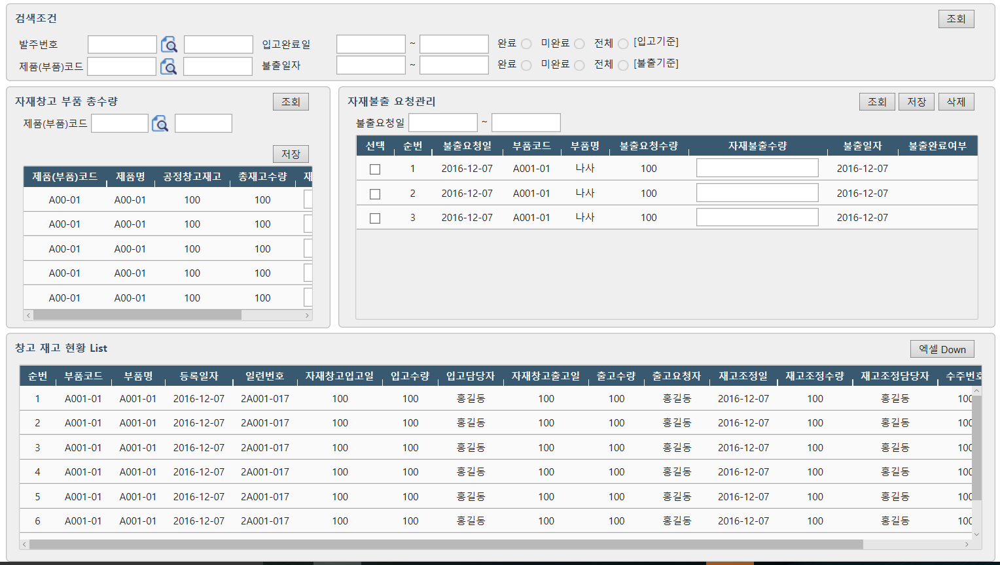 검색조건 조회
발주번호 입고완료일 ~ 완료 미완료 전체 [입고기준]
제품(부품)코드 불출일자 ~ 완료 미완료 전체 [불출기준]
자재창고 부품 총수량 조회
제품(부품)코드
저장
제품(부품)코드 제품명 공정창고재고 총재고수량 재
A00-01 A00-01 100 100
A00-01 A00-01 100 100
A00-01 A00-01 100 100
A00-01 A00-01 100 100
A00-01 A00-01 100 100
자재불출 요청관리 조회 저장 삭제
불출요청일 ~
선택 순번 불출요청일 부품코드 부품명 불출요청수량 자재불출수량 불출일자 불출완료여부
1 2016-12-07 A001-01 나사 100 2016-12-07
2 2016-12-07 A001-01 나사 100 2016-12-07
3 2016-12-07 A001-01 나사 100 2016-12-07
창고 재고 현황 List 엑셀 Down
순번 부품코드 부품명 등록일자 일련번호 자재창고입고일 입고수량 입고담당자 자재창고출고일 출고수량 출고요청자 재고조정일 재고조정수량 재고조정담당자 수주번호
1 A001-01 A001-01 2016-12-07 2A001-017 100 100 홍길동 100 100 홍길동 2016-12-07 100 홍길동 100
2 A001-01 A001-01 2016-12-07 2A001-017 100 100 홍길동 100 100 홍길동 2016-12-07 100 홍길동 100
3 A001-01 A001-01 2016-12-07 2A001-017 100 100 홍길동 100 100 홍길동 2016-12-07 100 홍길동 100
4 A001-01 A001-01 2016-12-07 2A001-017 100 100 홍길동 100 100 홍길동 2016-12-07 100 홍길동 100
5 A001-01 A001-01 2016-12-07 2A001-017 100 100 홍길동 100 100 홍길동 2016-12-07 100 홍길동 100
6 A001-01 A001-01 2016-12-07 2A001-017 100 100 홍길동 100 100 홍길동 2016-12-07 100 홍길동 100